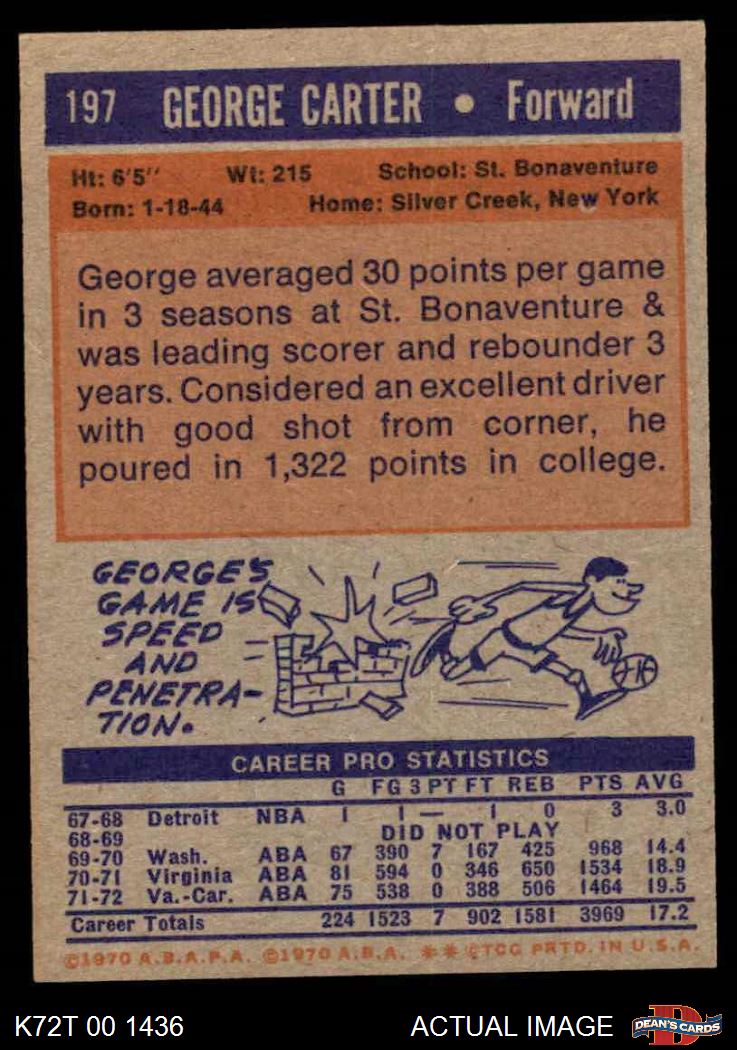 197 GEORGE CARTER • Forward
Ht: 6'5" Wt: 215 School: St. Bonaventure
Born: 1-18-44 Home: Silver Creek, New York
George averaged 30 points per game
in 3 seasons at St. Bonaventure &
was leading scorer and rebounder 3
years. Considered an excellent driver
with good shot from corner, he
poured in 1,322 points in college.
GEORGE'S
GAME IS
SPEED
AND
PENETRA-
TION.
CAREER PRO STATISTICS
G FG 3 PT FT REB PTS AVG
67-68 Detroit NBA 1 1 — 1 0 3 3.0
68-69 DID NOT PLAY
69-70 Wash. ABA 67 390 7 167 425 968 14.4
70-71 Virginia ABA 81 594 0 346 650 1534 18.9
71-72 Va.-Car. ABA 75 538 0 388 506 1464 19.5
Career Totals 224 1523 7 902 1581 3969 17.2
©1970 A.B.A.P.A. ©1970 A.B.A. ** ©TCG PRTD. IN U.S.A.
K72T 00 1436 ACTUAL IMAGE DEAN'S CARDS